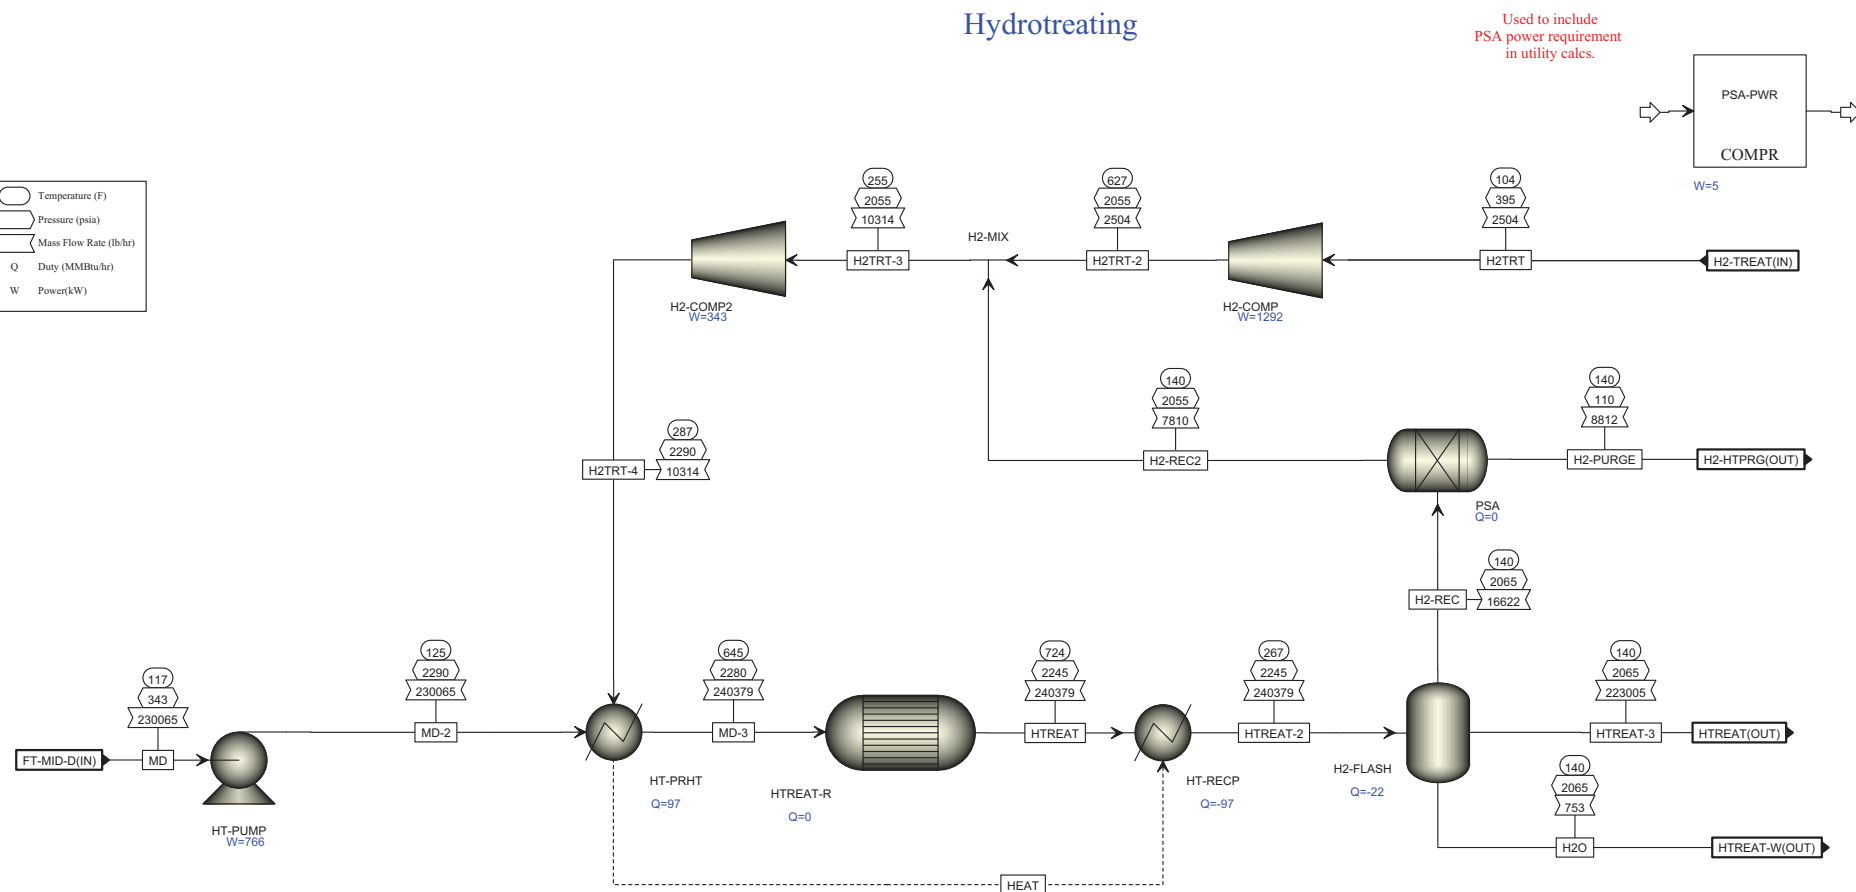 Hydrotreating
Used to include
PSA power requirement
in utility calcs.
PSA-PWR
COMPR
W=5
Temperature (F)
Pressure (psia)
Mass Flow Rate (lb/hr)
Q Duty (MMBtu/hr)
W Power(kW)
255
2055
10314
H2TRT-3
H2-MIX
627
2055
2504
H2TRT-2
104
395
2504
H2TRT
H2-TREAT(IN)
H2-COMP2
W=343
H2-COMP
W=1292
140
2055
7810
H2-REC2
140
110
8812
H2-PURGE
H2-HTPRG(OUT)
PSA
Q=0
287
2290
10314
H2TRT-4
140
2065
16622
H2-REC
117
343
230065
MD
FT-MID-D(IN)
HT-PUMP
W=766
125
2290
230065
MD-2
HT-PRHT
Q=97
645
2280
240379
MD-3
HTREAT-R
Q=0
724
2245
240379
HTREAT
HT-RECP
Q=-97
267
2245
240379
HTREAT-2
H2-FLASH
Q=-22
140
2065
223005
HTREAT-3
HTREAT(OUT)
140
2065
753
H2O
HTREAT-W(OUT)
HEAT